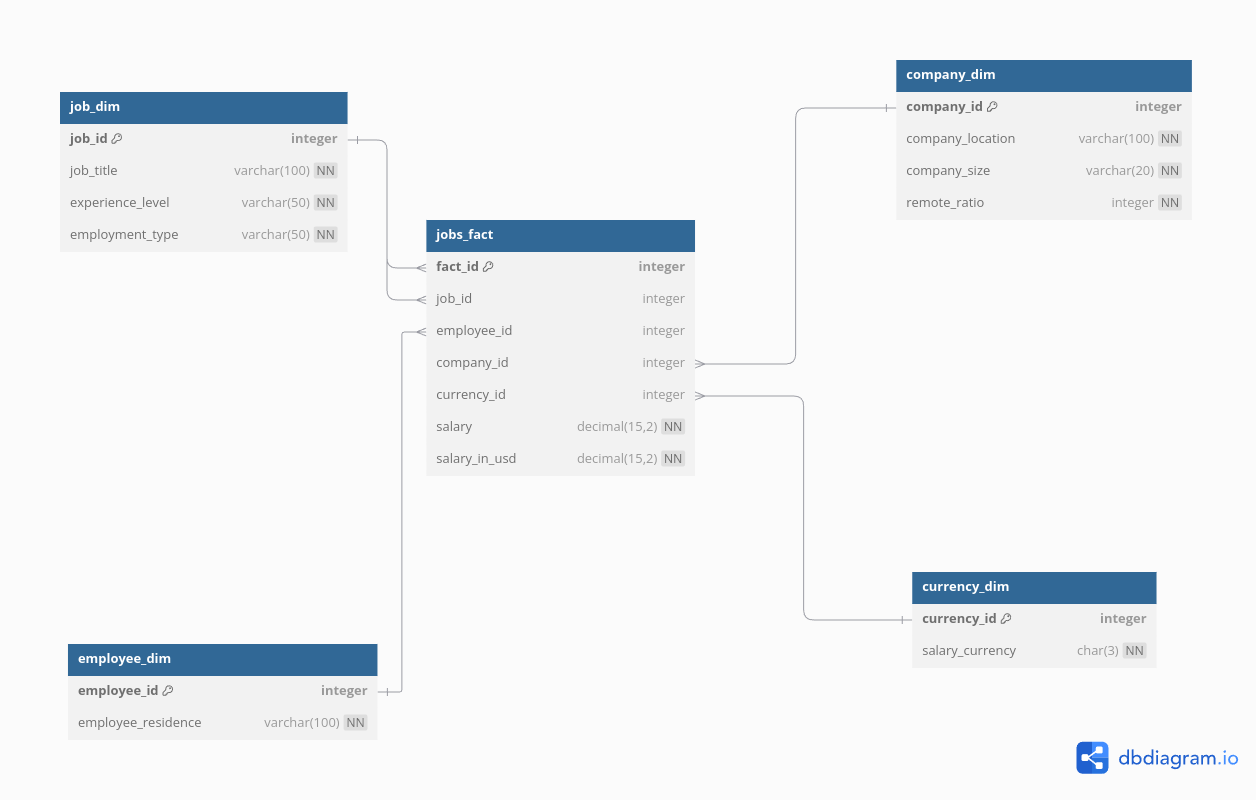 job_dim
job_id integer
job_title varchar(100) NN
experience_level varchar(50) NN
employment_type varchar(50) NN
company_dim
company_id integer
company_location varchar(100) NN
company_size varchar(20) NN
remote_ratio integer NN
jobs_fact
fact_id integer
job_id integer
employee_id integer
company_id integer
currency_id integer
salary decimal(15,2) NN
salary_in_usd decimal(15,2) NN
employee_dim
employee_id integer
employee_residence varchar(100) NN
currency_dim
currency_id integer
salary_currency char(3) NN
dbdiagram.io